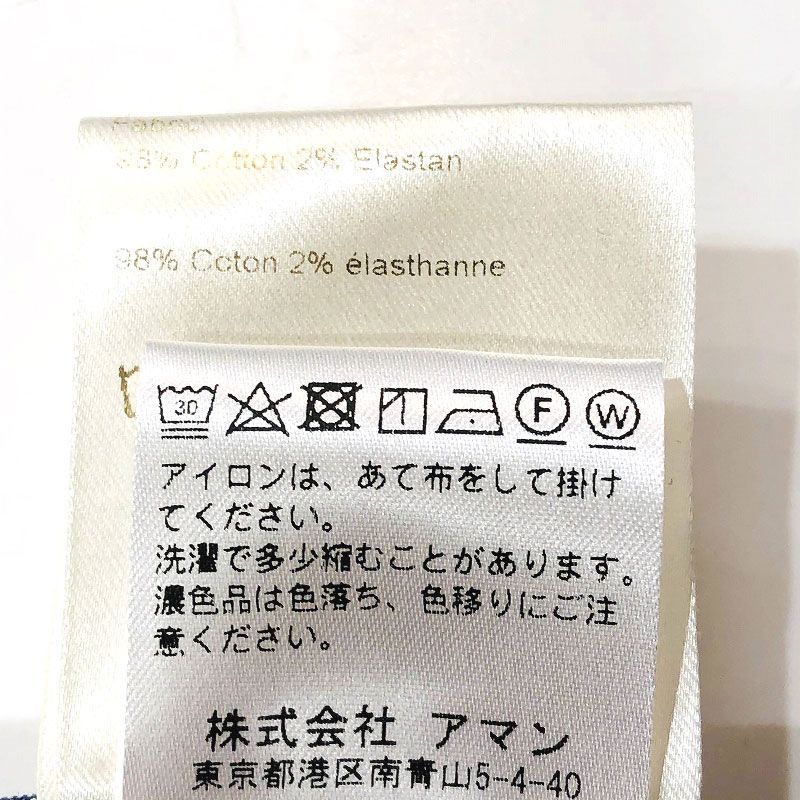 Fabric
98% Cotton 2% Elastan
98% Coton 2% élasthanne
30
F
W
アイロンは、あて布をして掛け
てください。
洗濯で多少縮むことがあります。
濃色品は色落ち、色移りにご注
意ください。
株式会社 アマン
東京都港区南青山5-4-40